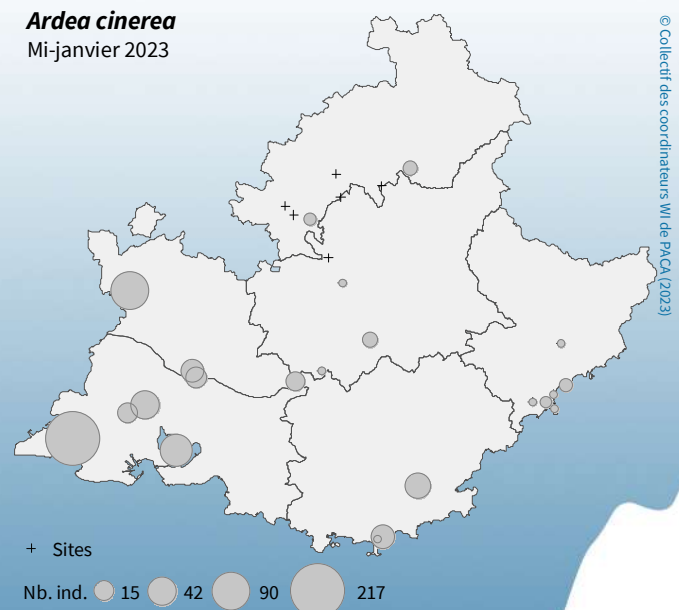 Ardea cinerea
Mi-janvier 2023
© Collectif des coordinateurs WI de PACA (2023)
+ Sites
Nb. ind. 15 42 90 217